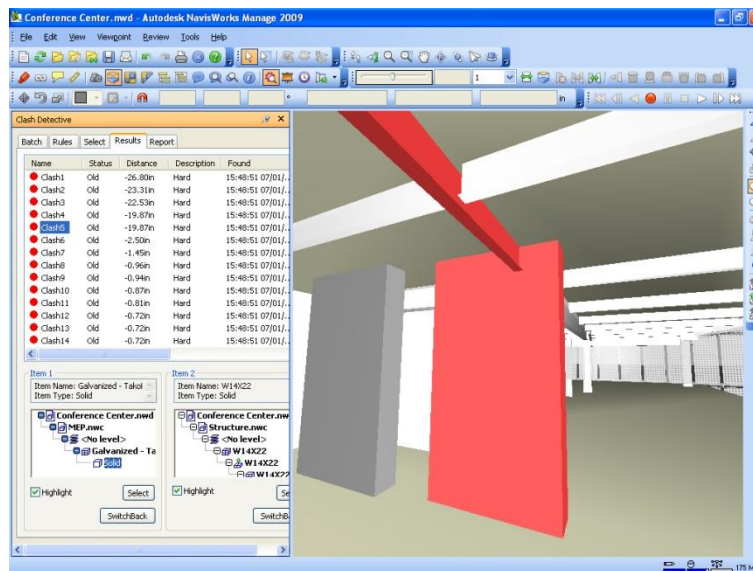 Conference Center.nwd - Autodesk NavisWorks Manage 2009
File Edit View Viewpoint Review Tools Help
1
in
Clash Detective
Batch Rules Select Results Report
Name Status Distance Description Found
Clash1 Old -26.80in Hard 15:48:51 07/01/..
Clash2 Old -23.31in Hard 15:48:51 07/01/..
Clash3 Old -22.53in Hard 15:48:51 07/01/..
Clash4 Old -19.87in Hard 15:48:51 07/01/..
Clash5 Old -19.87in Hard 15:48:51 07/01/..
Clash6 Old -2.50in Hard 15:48:51 07/01/..
Clash7 Old -1.45in Hard 15:48:51 07/01/..
Clash8 Old -0.96in Hard 15:48:51 07/01/..
Clash9 Old -0.94in Hard 15:48:51 07/01/..
Clash10 Old -0.87in Hard 15:48:51 07/01/..
Clash11 Old -0.81in Hard 15:48:51 07/01/..
Clash12 Old -0.72in Hard 15:48:51 07/01/..
Clash13 Old -0.72in Hard 15:48:51 07/01/..
Clash14 Old -0.72in Hard 15:48:51 07/01/..
Item 1
Item Name: Galvanized - Takol
Item Type: Solid
Conference Center.nwd
MEP.nwc
<No level>
Galvanized - Ta
Solid
Highlight
Select
SwitchBack
Item 2
Item Name: W14X22
Item Type: Solid
Conference Center.nw
Structure.nwc
<No level>
W14X22
W14X22
W14X22
Highlight
Se
SwitchB
175